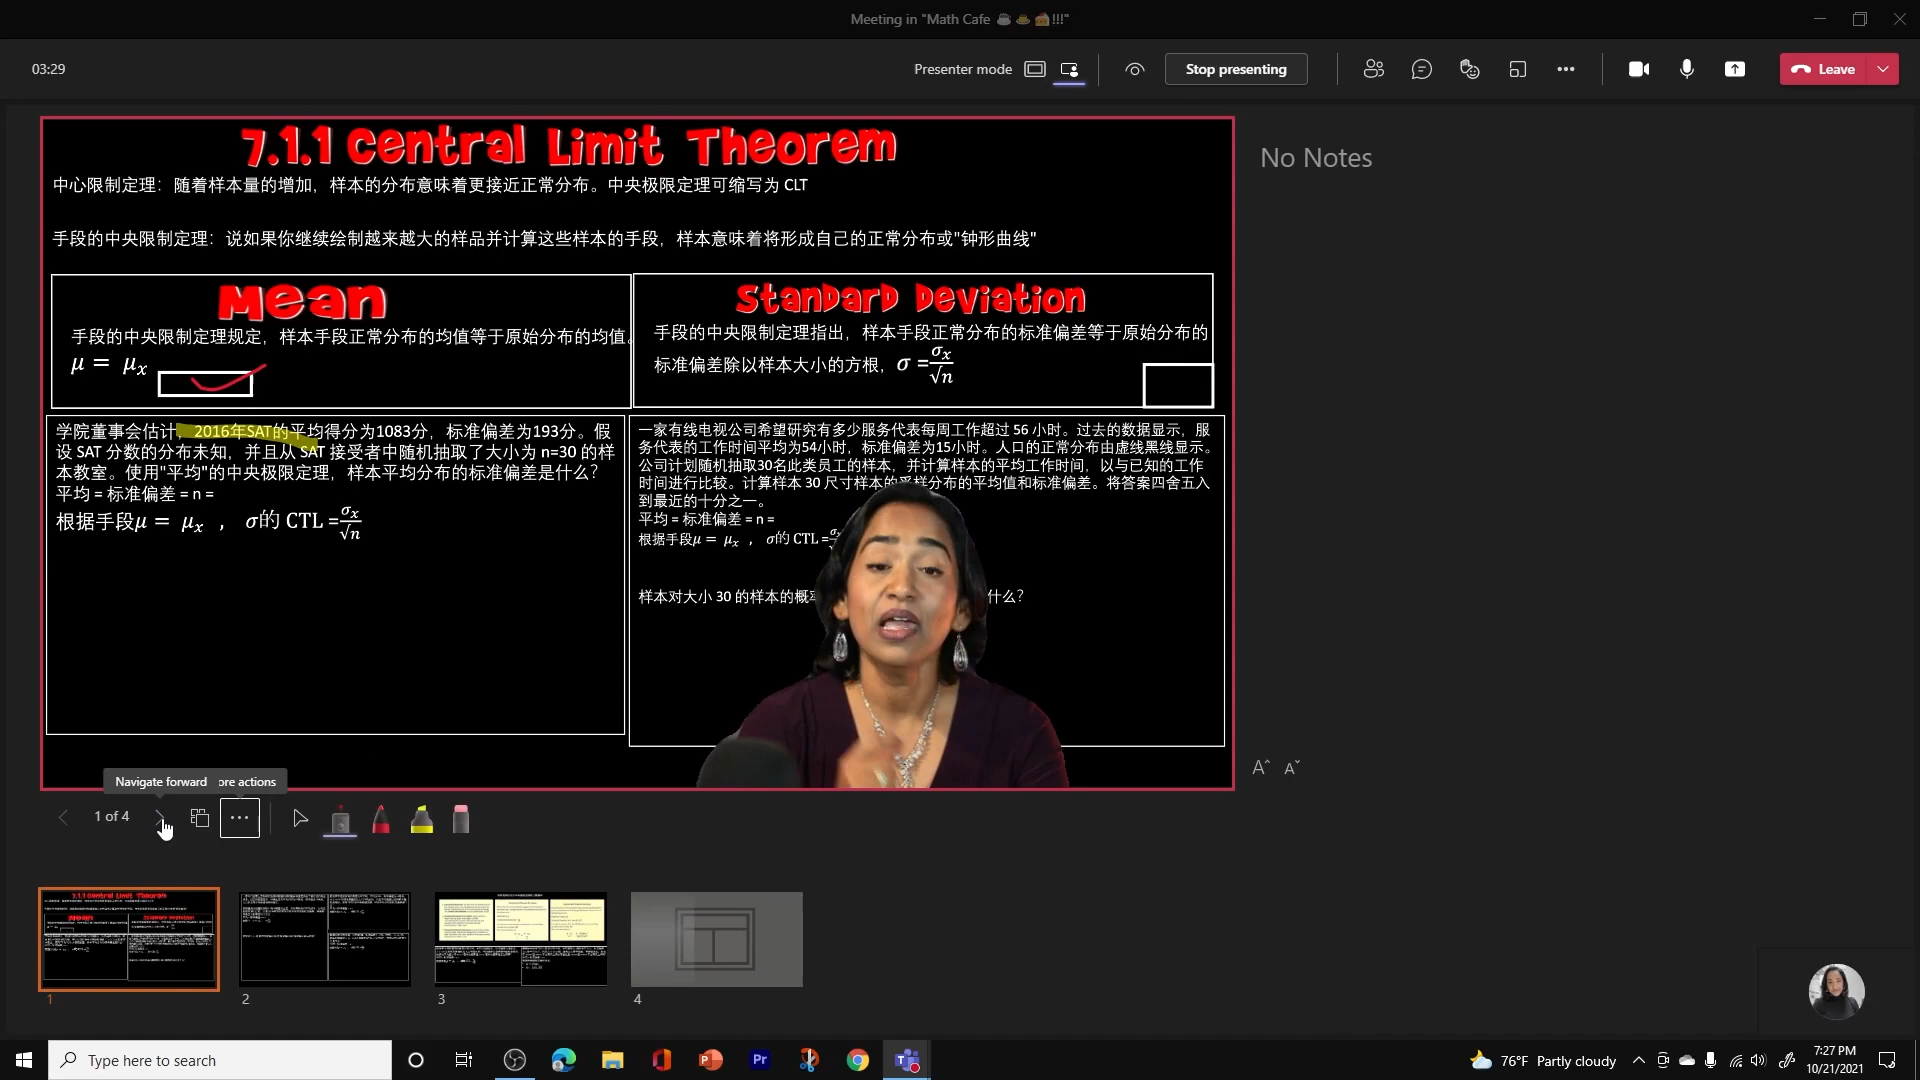 Meeting in "Math Cafe ☕🍮🍰!!!"
03:29
Presenter mode
Stop presenting
Leave
7.1.1 Central Limit Theorem
中心限制定理：随着样本量的增加，样本的分布意味着更接近正常分布。中央极限定理可缩写为 CLT
手段的中央限制定理：说如果你继续绘制越来越大的样品并计算这些样本的手段，样本意味着将形成自己的正常分布或"钟形曲线"
No Notes
Mean
手段的中央限制定理规定，样本手段正常分布的均值等于原始分布的均值。
μ = μx
Standard Deviation
手段的中央限制定理指出，样本手段正常分布的标准偏差等于原始分布的
标准偏差除以样本大小的方根，σ =σx/√n
学院董事会估计，2016年SAT的平均得分为1083分，标准偏差为193分。假
设 SAT 分数的分布未知，并且从 SAT 接受者中随机抽取了大小为 n=30 的样
本教室。使用"平均"的中央极限定理，样本平均分布的标准偏差是什么？
平均 = 标准偏差 = n =
根据手段μ = μx ， σ的 CTL =σx/√n
一家有线电视公司希望研究有多少服务代表每周工作超过 56 小时。过去的数据显示，服
务代表的工作时间平均为54小时，标准偏差为15小时。人口的正常分布由虚线黑线显示。
公司计划随机抽取30名此类员工的样本，并计算样本的平均工作时间，以与已知的工作
时间进行比较。计算样本 30 尺寸样本的采样分布的平均值和标准偏差。将答案四舍五入
到最近的十分之一。
平均 = 标准偏差 = n =
根据手段μ = μx ， σ的 CTL =
样本对大小 30 的样本的概 什么？
Navigate forward
ore actions
1 of 4
1
2
3
4
Type here to search
76°F Partly cloudy
7:27 PM
10/21/2021